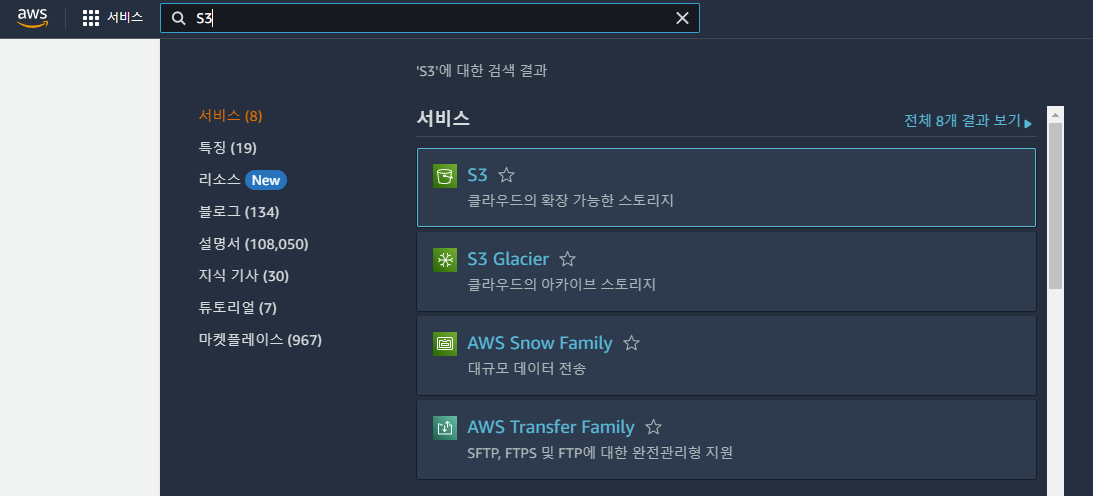 aws 서비스 S3
'S3'에 대한 검색 결과
서비스 (8)
특징 (19)
리소스 New
블로그 (134)
설명서 (108,050)
지식 기사 (30)
튜토리얼 (7)
마켓플레이스 (967)
서비스 전체 8개 결과 보기
S3
클라우드의 확장 가능한 스토리지
S3 Glacier
클라우드의 아카이브 스토리지
AWS Snow Family
대규모 데이터 전송
AWS Transfer Family
SFTP, FTPS 및 FTP에 대한 완전관리형 지원